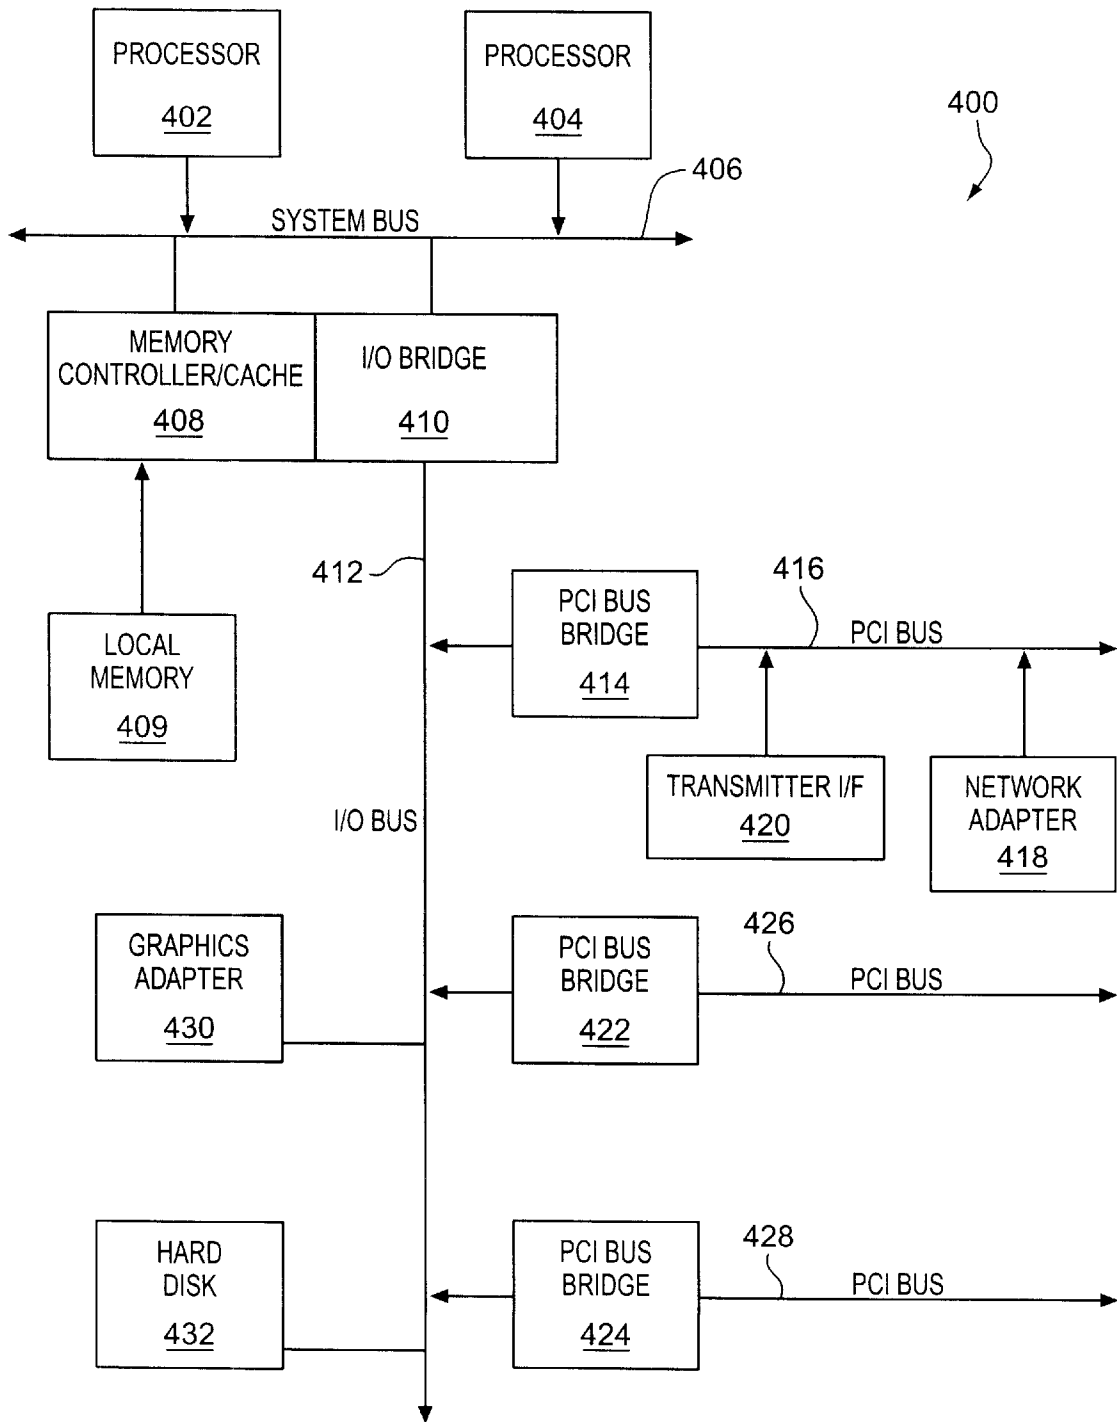 PROCESSOR
402
PROCESSOR
404
400
406
SYSTEM BUS
MEMORY
CONTROLLER/CACHE
408
I/O BRIDGE
410
412
LOCAL
MEMORY
409
PCI BUS
BRIDGE
414
416
PCI BUS
TRANSMITTER I/F
420
NETWORK
ADAPTER
418
I/O BUS
GRAPHICS
ADAPTER
430
PCI BUS
BRIDGE
422
426
PCI BUS
HARD
DISK
432
PCI BUS
BRIDGE
424
428
PCI BUS